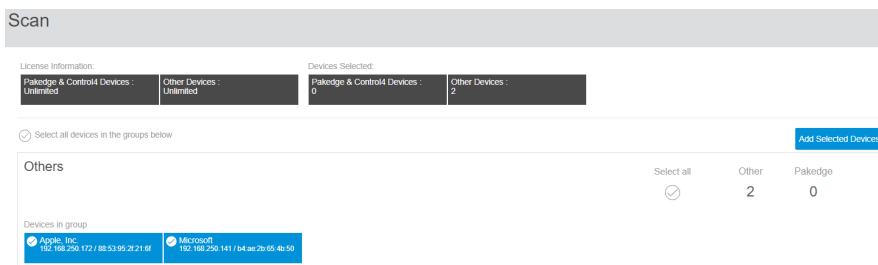 Scan
License Information:
Devices Selected:
Pakedge & Control4 Devices :
Unlimited
Other Devices :
Unlimited
Pakedge & Control4 Devices :
0
Other Devices :
2
Select all devices in the groups below
Add Selected Devices
Others
Select all
Other
Pakedge
2
0
Devices in group
Apple, Inc.
192.168.250.172 / 88:53:95:2f:21:6f
Microsoft
192.168.250.141 / b4:ae:2b:65:4b:50